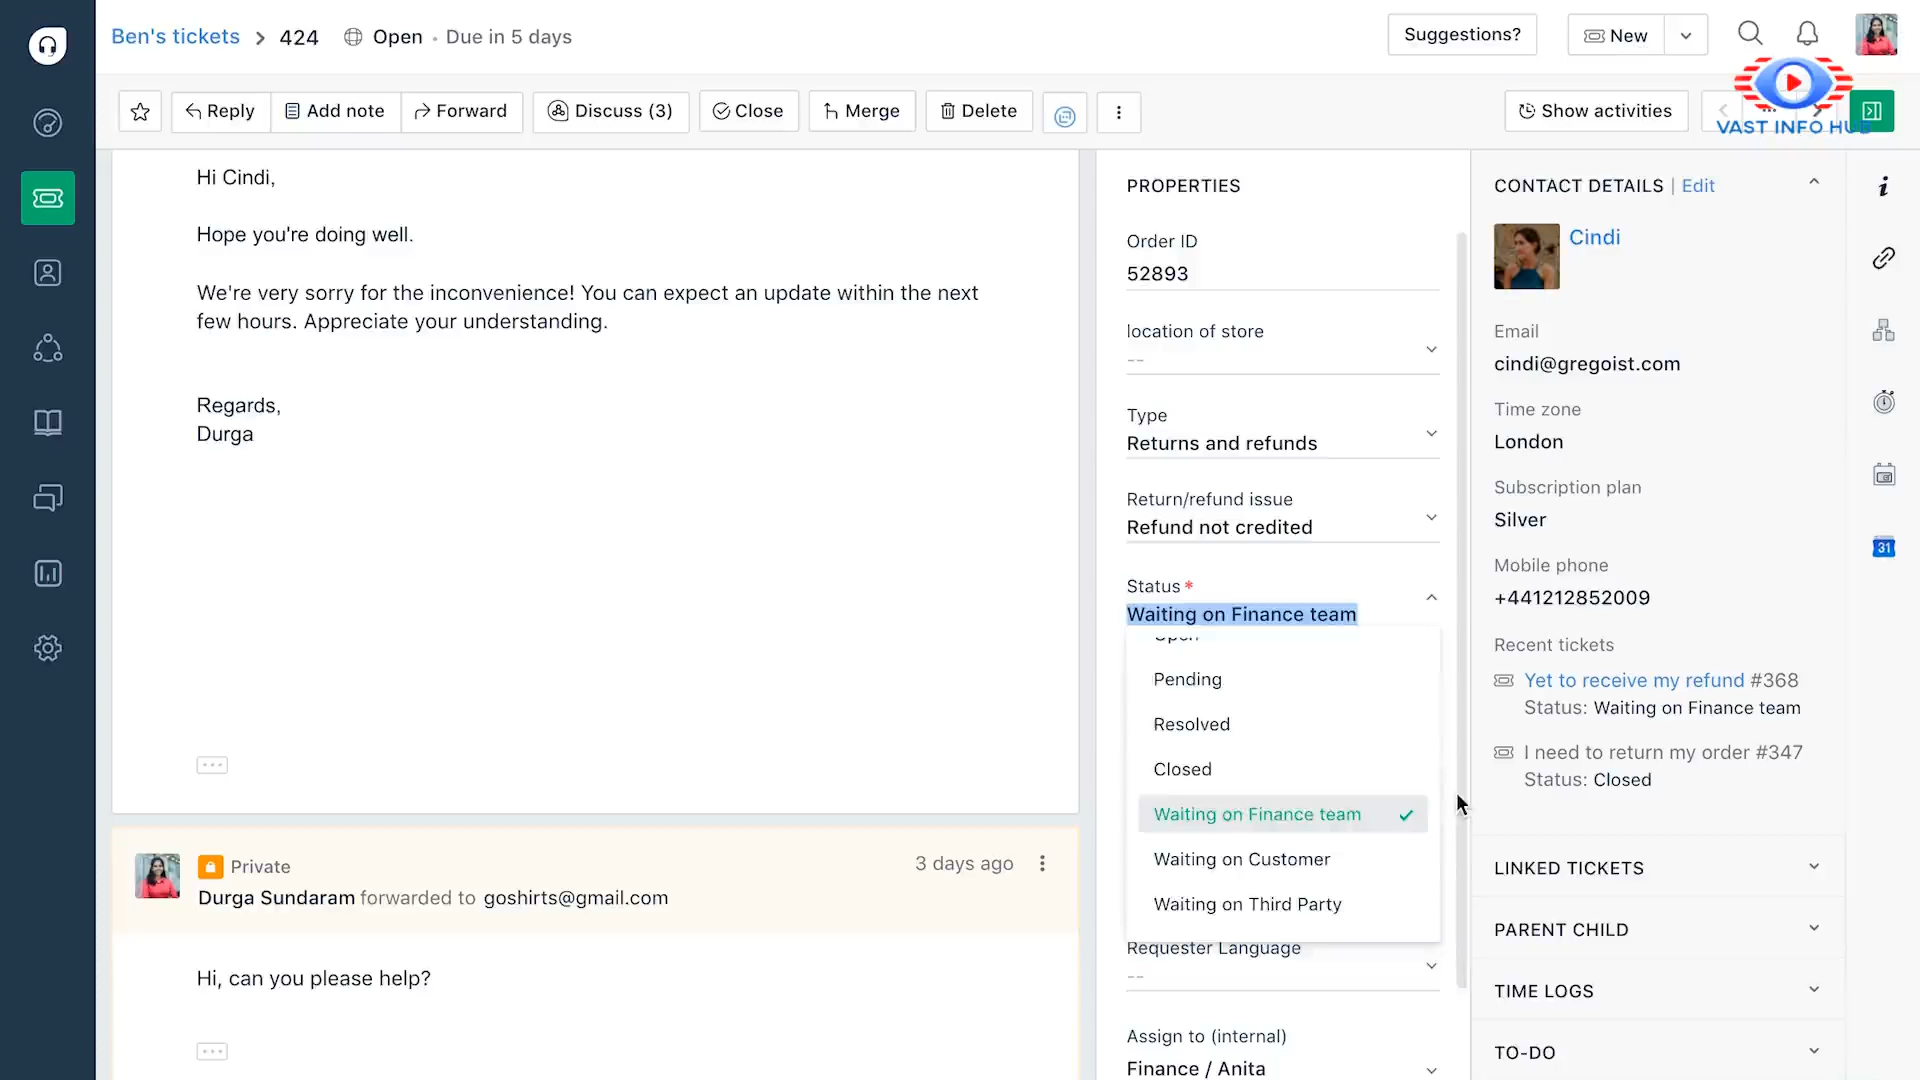 Ben's tickets > 424 Open • Due in 5 days
Suggestions?
New
VAST INFO HUB
Reply
Add note
Forward
Discuss (3)
Close
Merge
Delete
Show activities
Hi Cindi,
Hope you're doing well.
We're very sorry for the inconvenience! You can expect an update within the next
few hours. Appreciate your understanding.
Regards,
Durga
Private
3 days ago
Durga Sundaram forwarded to goshirts@gmail.com
Hi, can you please help?
PROPERTIES
Order ID
52893
location of store
--
Type
Returns and refunds
Return/refund issue
Refund not credited
Status *
Waiting on Finance team
Open
Pending
Resolved
Closed
Waiting on Finance team
Waiting on Customer
Waiting on Third Party
Requester Language
--
Assign to (internal)
Finance / Anita
CONTACT DETAILS | Edit
Cindi
Email
cindi@gregoist.com
Time zone
London
Subscription plan
Silver
Mobile phone
+441212852009
Recent tickets
Yet to receive my refund #368
Status: Waiting on Finance team
I need to return my order #347
Status: Closed
LINKED TICKETS
PARENT CHILD
TIME LOGS
TO-DO
31